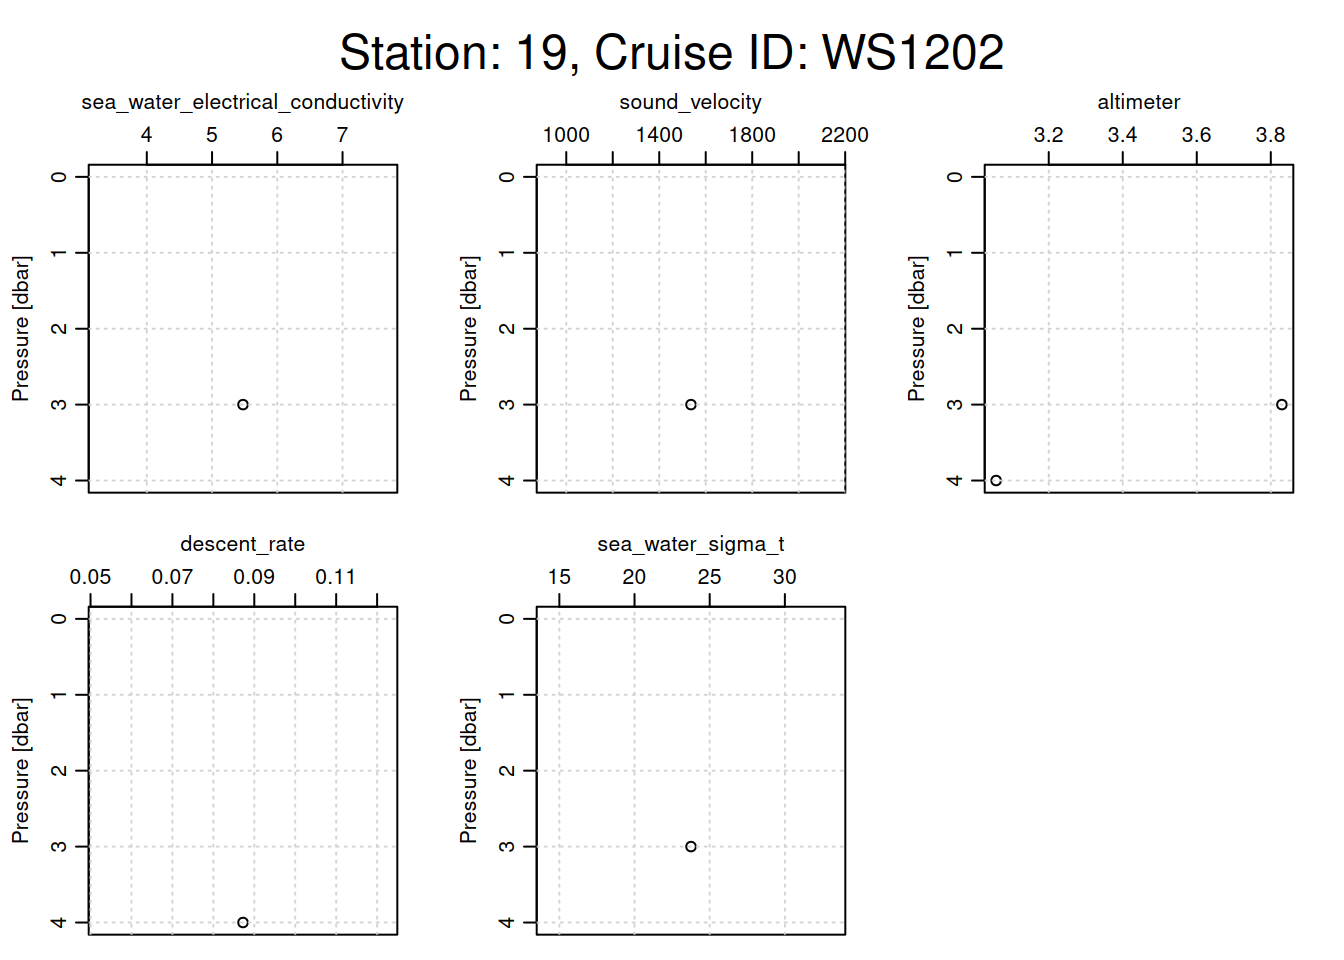 Station: 19, Cruise ID: WS1202
sea_water_electrical_conductivity
4 5 6 7
0
1
2
3
4
Pressure [dbar]
sound_velocity
1000 1400 1800 2200
0
1
2
3
4
Pressure [dbar]
altimeter
3.2 3.4 3.6 3.8
0
1
2
3
4
Pressure [dbar]
descent_rate
0.05 0.07 0.09 0.11
0
1
2
3
4
Pressure [dbar]
sea_water_sigma_t
15 20 25 30
0
1
2
3
4
Pressure [dbar]